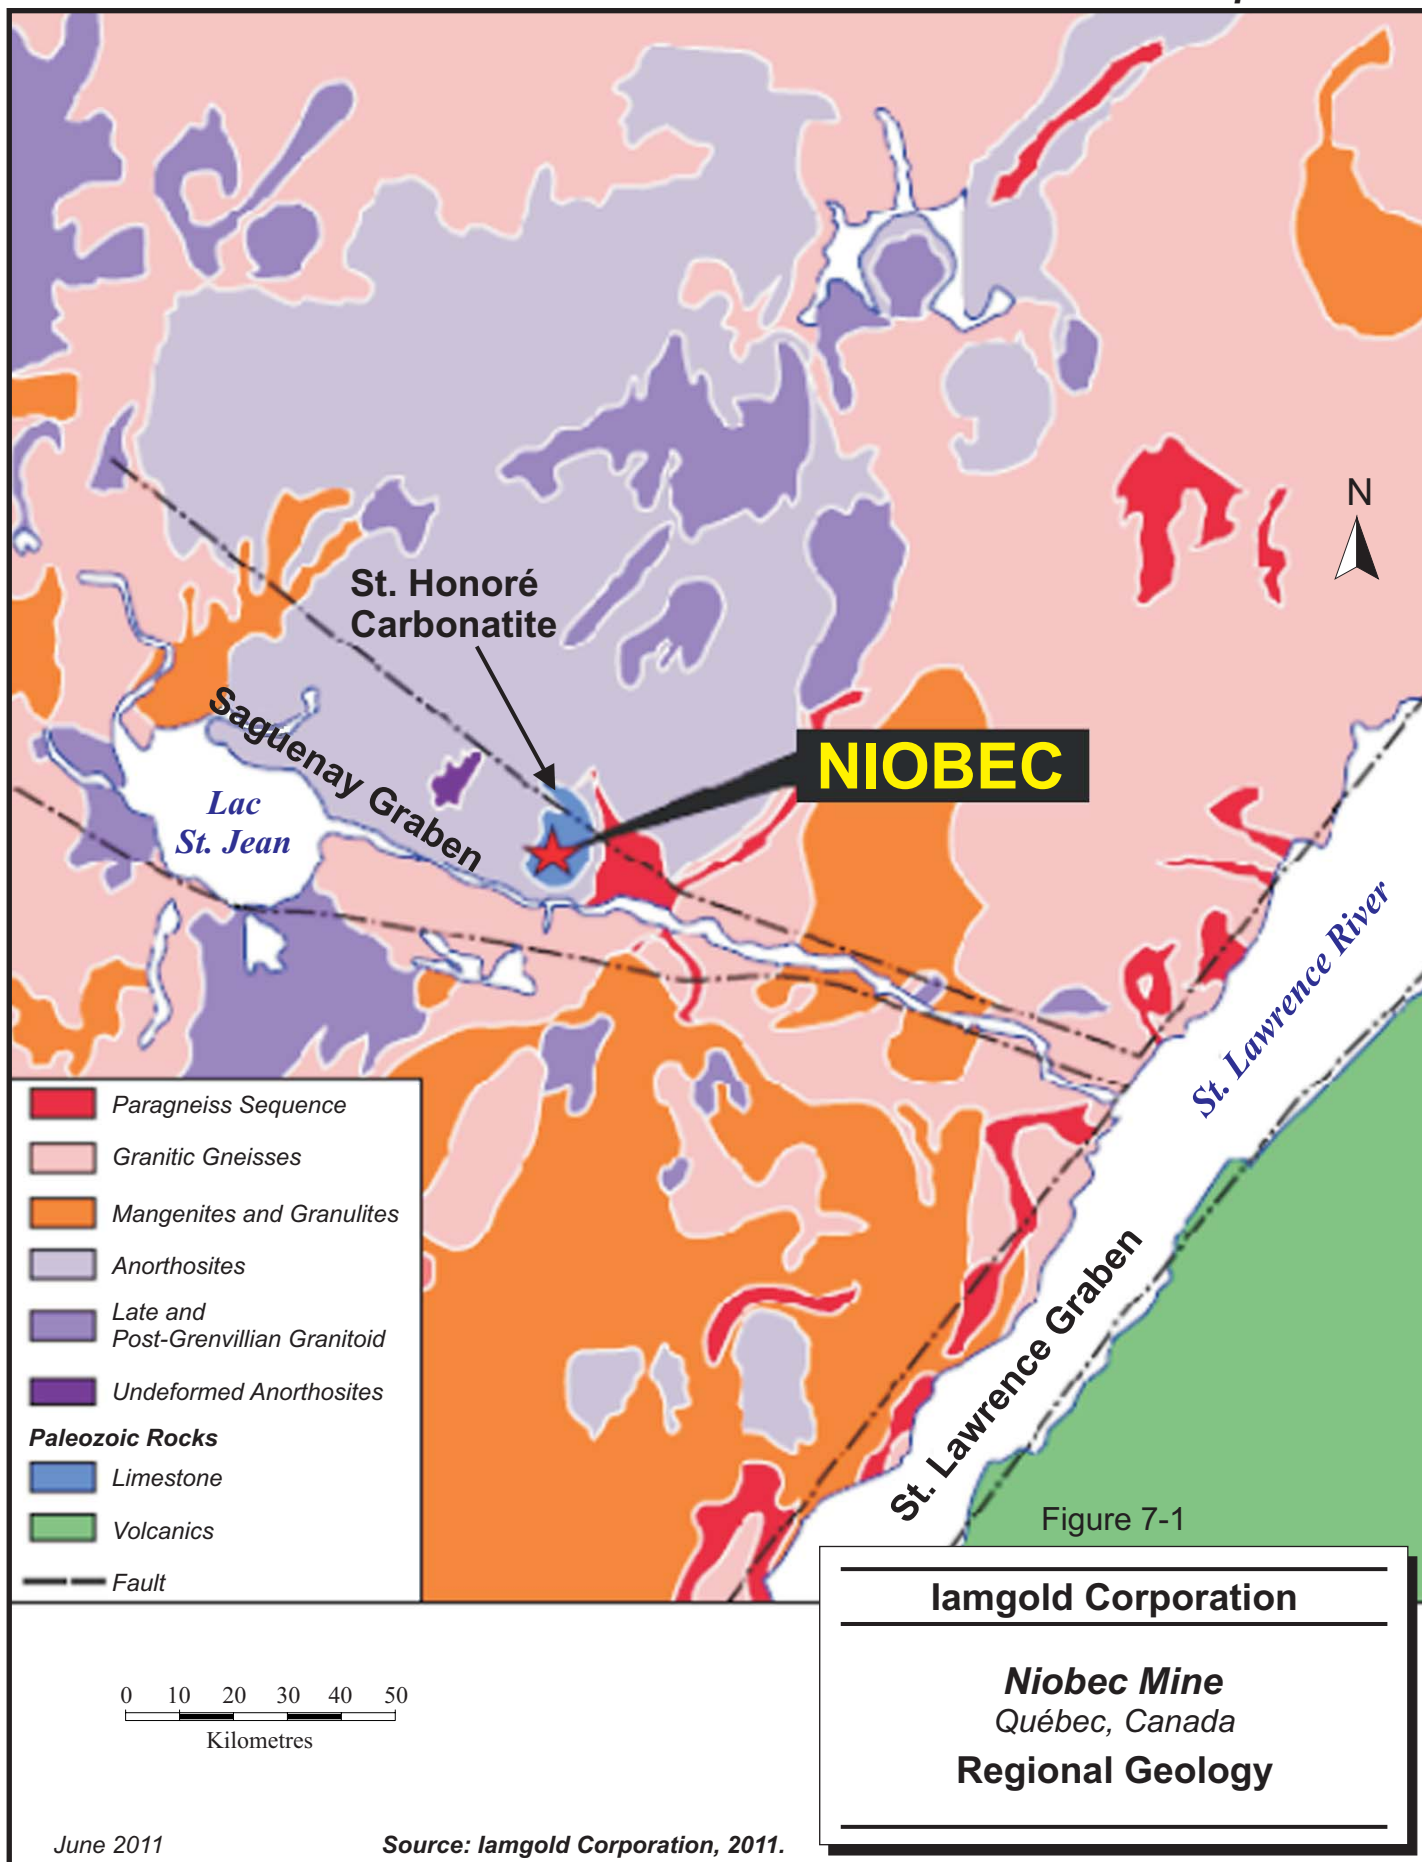 N
St. Honoré
Carbonatite
Saguenay Graben
NIOBEC
Lac
St. Jean
St. Lawrence River
St. Lawrence Graben
Paragneiss Sequence
Granitic Gneisses
Mangenites and Granulites
Anorthosites
Late and
Post-Grenvillian Granitoid
Undeformed Anorthosites
Paleozoic Rocks
Limestone
Volcanics
Fault
Figure 7-1
Iamgold Corporation
Niobec Mine
Québec, Canada
Regional Geology
0 10 20 30 40 50
Kilometres
June 2011
Source: Iamgold Corporation, 2011.